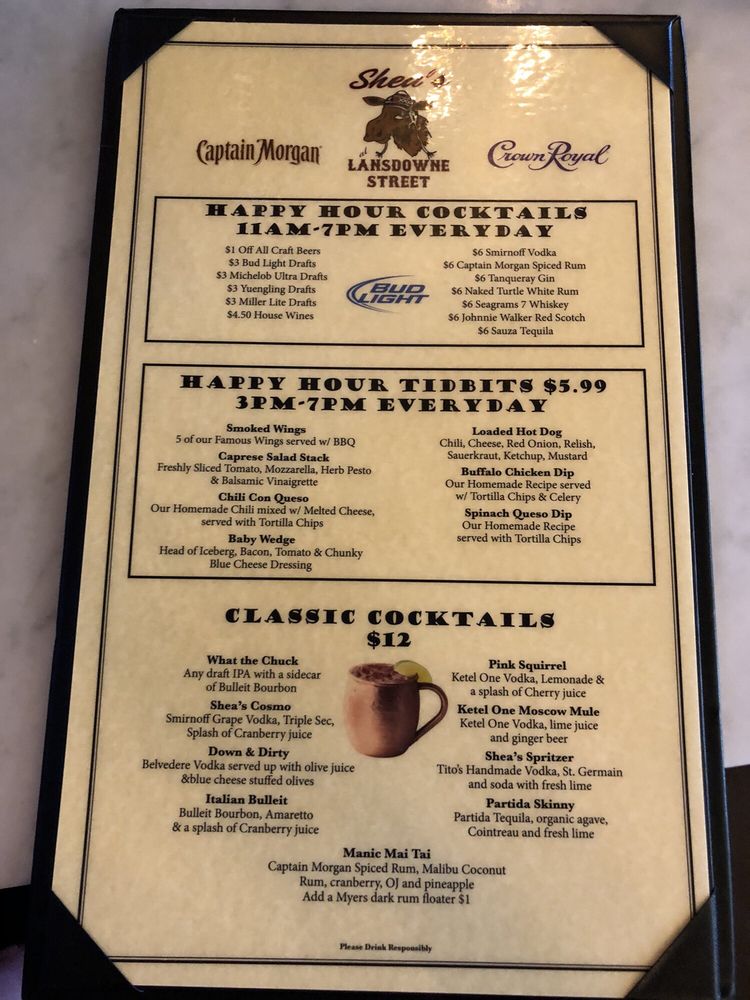 Shea's
at
LANSDOWNE
STREET
Captain Morgan
Crown Royal
HAPPY HOUR COCKTAILS
11AM-7PM EVERYDAY
$1 Off All Craft Beers
$3 Bud Light Drafts
$3 Michelob Ultra Drafts
$3 Yuengling Drafts
$3 Miller Lite Drafts
$4.50 House Wines
BUD
LIGHT
$6 Smirnoff Vodka
$6 Captain Morgan Spiced Rum
$6 Tanqueray Gin
$6 Naked Turtle White Rum
$6 Seagrams 7 Whiskey
$6 Johnnie Walker Red Scotch
$6 Sauza Tequila
HAPPY HOUR TIDBITS $5.99
3PM-7PM EVERYDAY
Smoked Wings
5 of our Famous Wings served w/ BBQ
Caprese Salad Stack
Freshly Sliced Tomato, Mozzarella, Herb Pesto
& Balsamic Vinaigrette
Chili Con Queso
Our Homemade Chili mixed w/ Melted Cheese,
served with Tortilla Chips
Baby Wedge
Head of Iceberg, Bacon, Tomato & Chunky
Blue Cheese Dressing
Loaded Hot Dog
Chili, Cheese, Red Onion, Relish,
Sauerkraut, Ketchup, Mustard
Buffalo Chicken Dip
Our Homemade Recipe served
w/ Tortilla Chips & Celery
Spinach Queso Dip
Our Homemade Recipe
served with Tortilla Chips
CLASSIC COCKTAILS
$12
What the Chuck
Any draft IPA with a sidecar
of Bulleit Bourbon
Shea's Cosmo
Smirnoff Grape Vodka, Triple Sec,
Splash of Cranberry juice
Down & Dirty
Belvedere Vodka served up with olive juice
&blue cheese stuffed olives
Italian Bulleit
Bulleit Bourbon, Amaretto
& a splash of Cranberry juice
Pink Squirrel
Ketel One Vodka, Lemonade &
a splash of Cherry juice
Ketel One Moscow Mule
Ketel One Vodka, lime juice
and ginger beer
Shea's Spritzer
Tito's Handmade Vodka, St. Germain
and soda with fresh lime
Partida Skinny
Partida Tequila, organic agave,
Cointreau and fresh lime
Manic Mai Tai
Captain Morgan Spiced Rum, Malibu Coconut
Rum, cranberry, OJ and pineapple
Add a Myers dark rum floater $1
Please Drink Responsibly